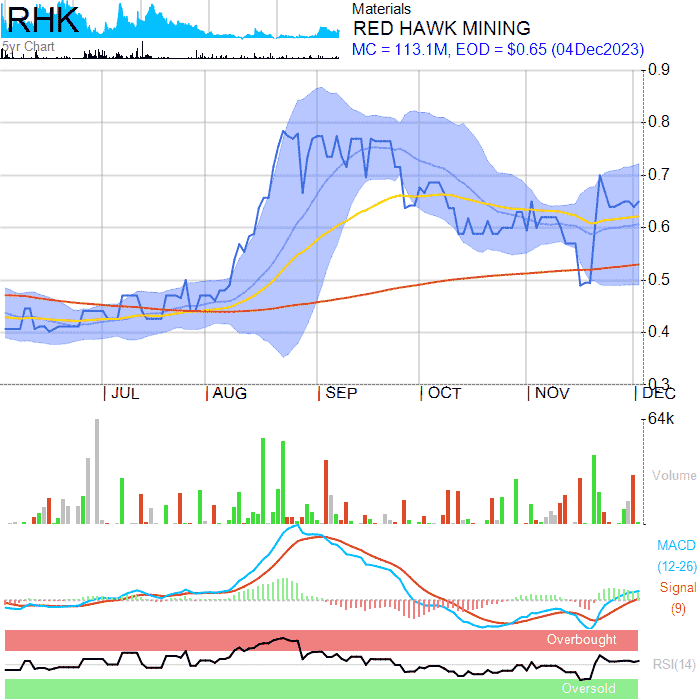 RHK
5yr Chart
Materials
RED HAWK MINING
MC = 113.1M, EOD = $0.65 (04Dec2023)
0.9
0.8
0.7
0.6
0.5
0.4
0.3
JUL AUG SEP OCT NOV DEC
64k
Volume
MACD
(12-26)
Signal
(9)
Overbought
RSI(14)
Oversold